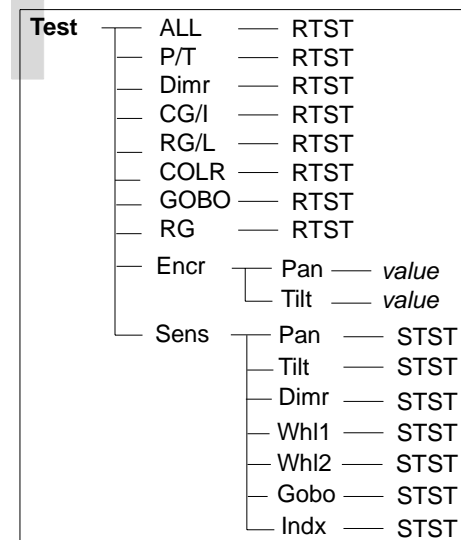 Test ALL RTST
P/T RTST
Dimr RTST
CG/I RTST
RG/L RTST
COLR RTST
GOBO RTST
RG RTST
Encr Pan value
Tilt value
Sens Pan STST
Tilt STST
Dimr STST
Whl1 STST
Whl2 STST
Gobo STST
Indx STST